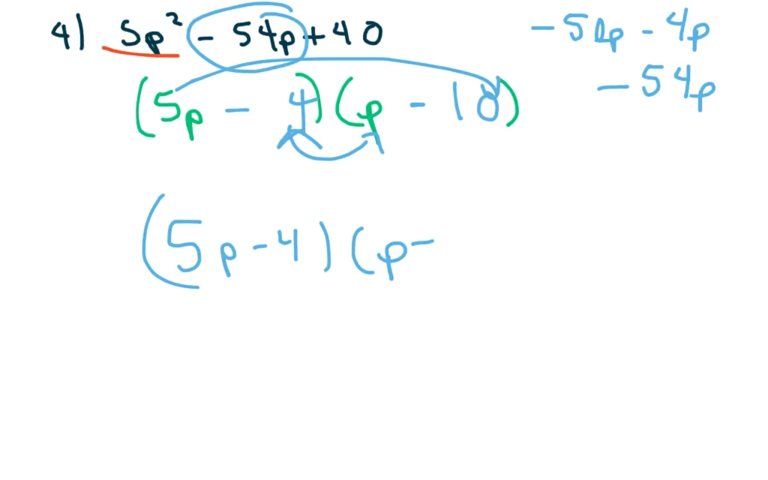 4) 5p² - 54p + 40
- 50p - 4p
- 54p
(5p - 4)(p - 10)
(5p - 4)(p -